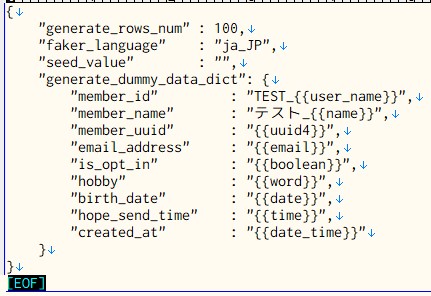 {↓
    "generate_rows_num" : 100,↓
    "faker_language"    : "ja_JP",↓
    "seed_value"        : "",↓
    "generate_dummy_data_dict": {↓
        "member_id"         : "TEST_{{user_name}}",↓
        "member_name"       : "テスト_{{name}}",↓
        "member_uuid"       : "{{uuid4}}",↓
        "email_address"     : "{{email}}",↓
        "is_opt_in"         : "{{boolean}}",↓
        "hobby"             : "{{word}}",↓
        "birth_date"        : "{{date}}",↓
        "hope_send_time"    : "{{time}}",↓
        "created_at"        : "{{date_time}}"↓
    }↓
}↓
[EOF]